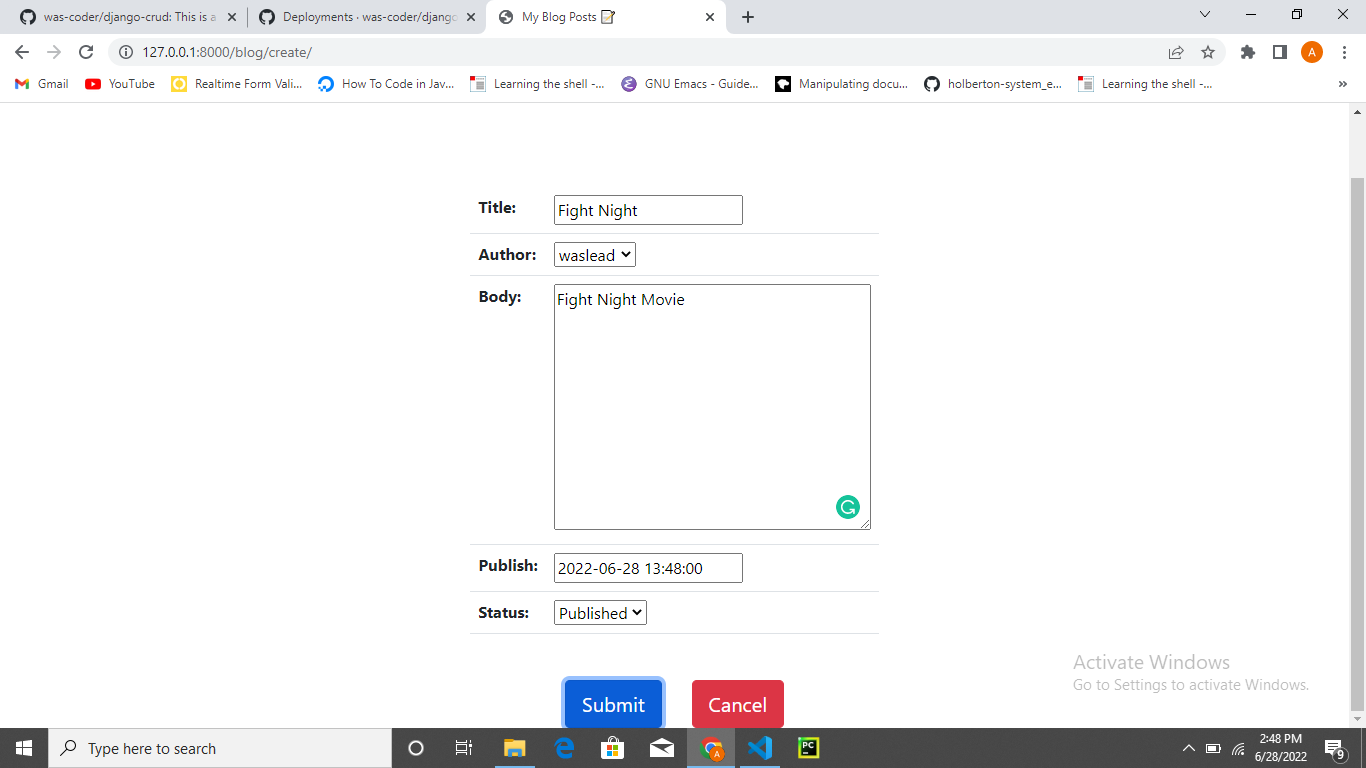 was-coder/django-crud: This is a
Deployments · was-coder/django
My Blog Posts 📝
127.0.0.1:8000/blog/create/
A
Gmail
YouTube
Realtime Form Vali...
How To Code in Jav...
Learning the shell -...
GNU Emacs - Guide...
Manipulating docu...
holberton-system_e...
Learning the shell -...
»
Title:
Fight Night
Author:
waslead
Body:
Fight Night Movie
Publish:
2022-06-28 13:48:00
Status:
Published
Submit
Cancel
Activate Windows
Go to Settings to activate Windows.
Type here to search
A
PC
2:48 PM
6/28/2022
9